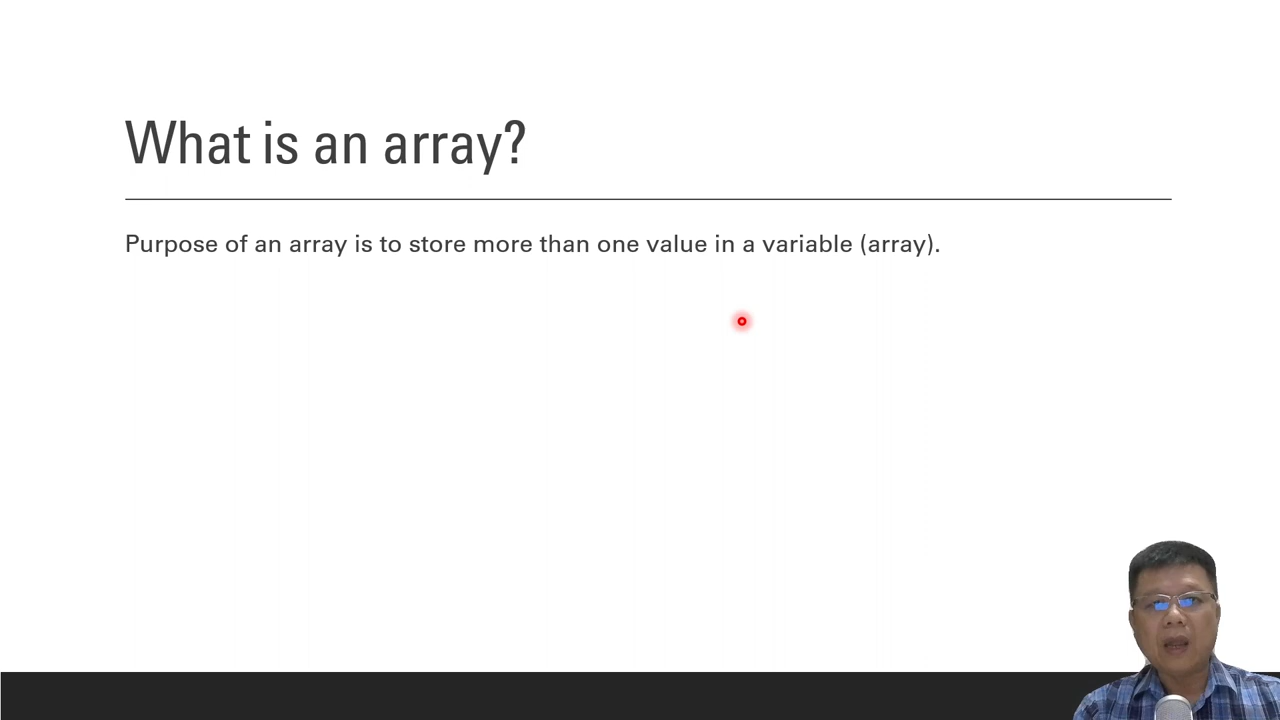 What is an array?
Purpose of an array is to store more than one value in a variable (array).